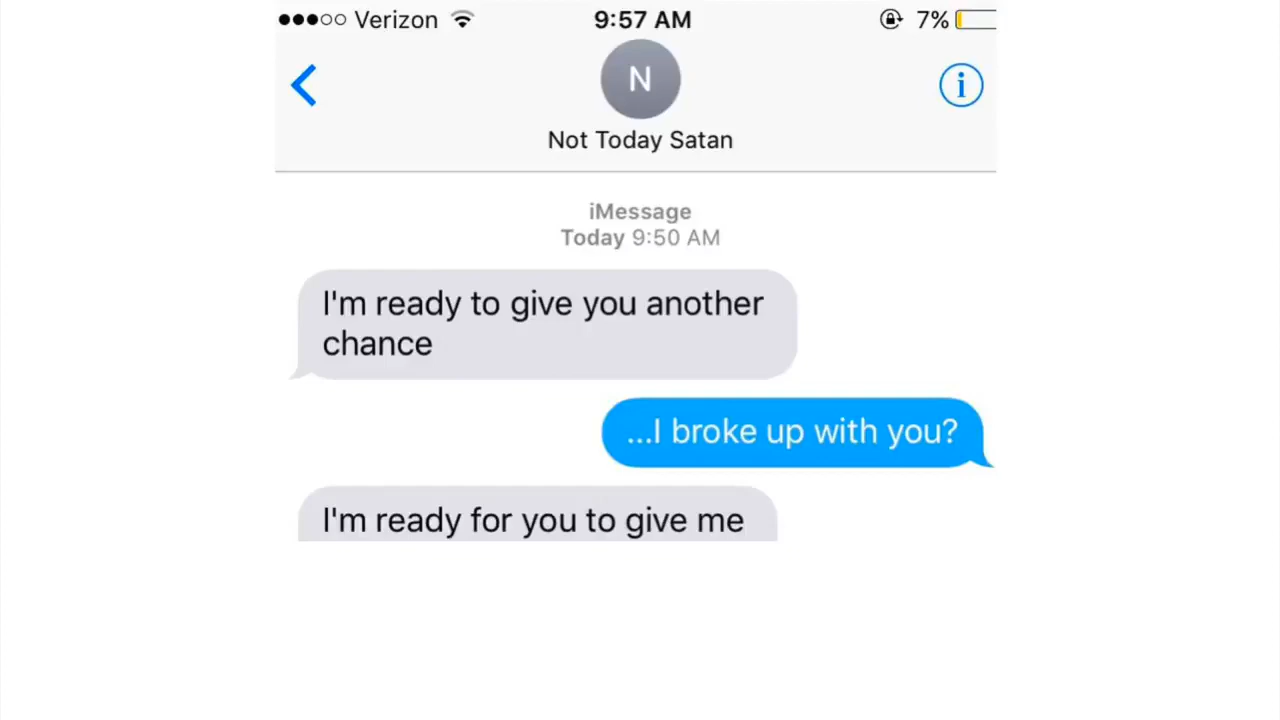 Verizon 9:57 AM 7%
N
Not Today Satan
iMessage
Today 9:50 AM
I'm ready to give you another
chance
...I broke up with you?
I'm ready for you to give me